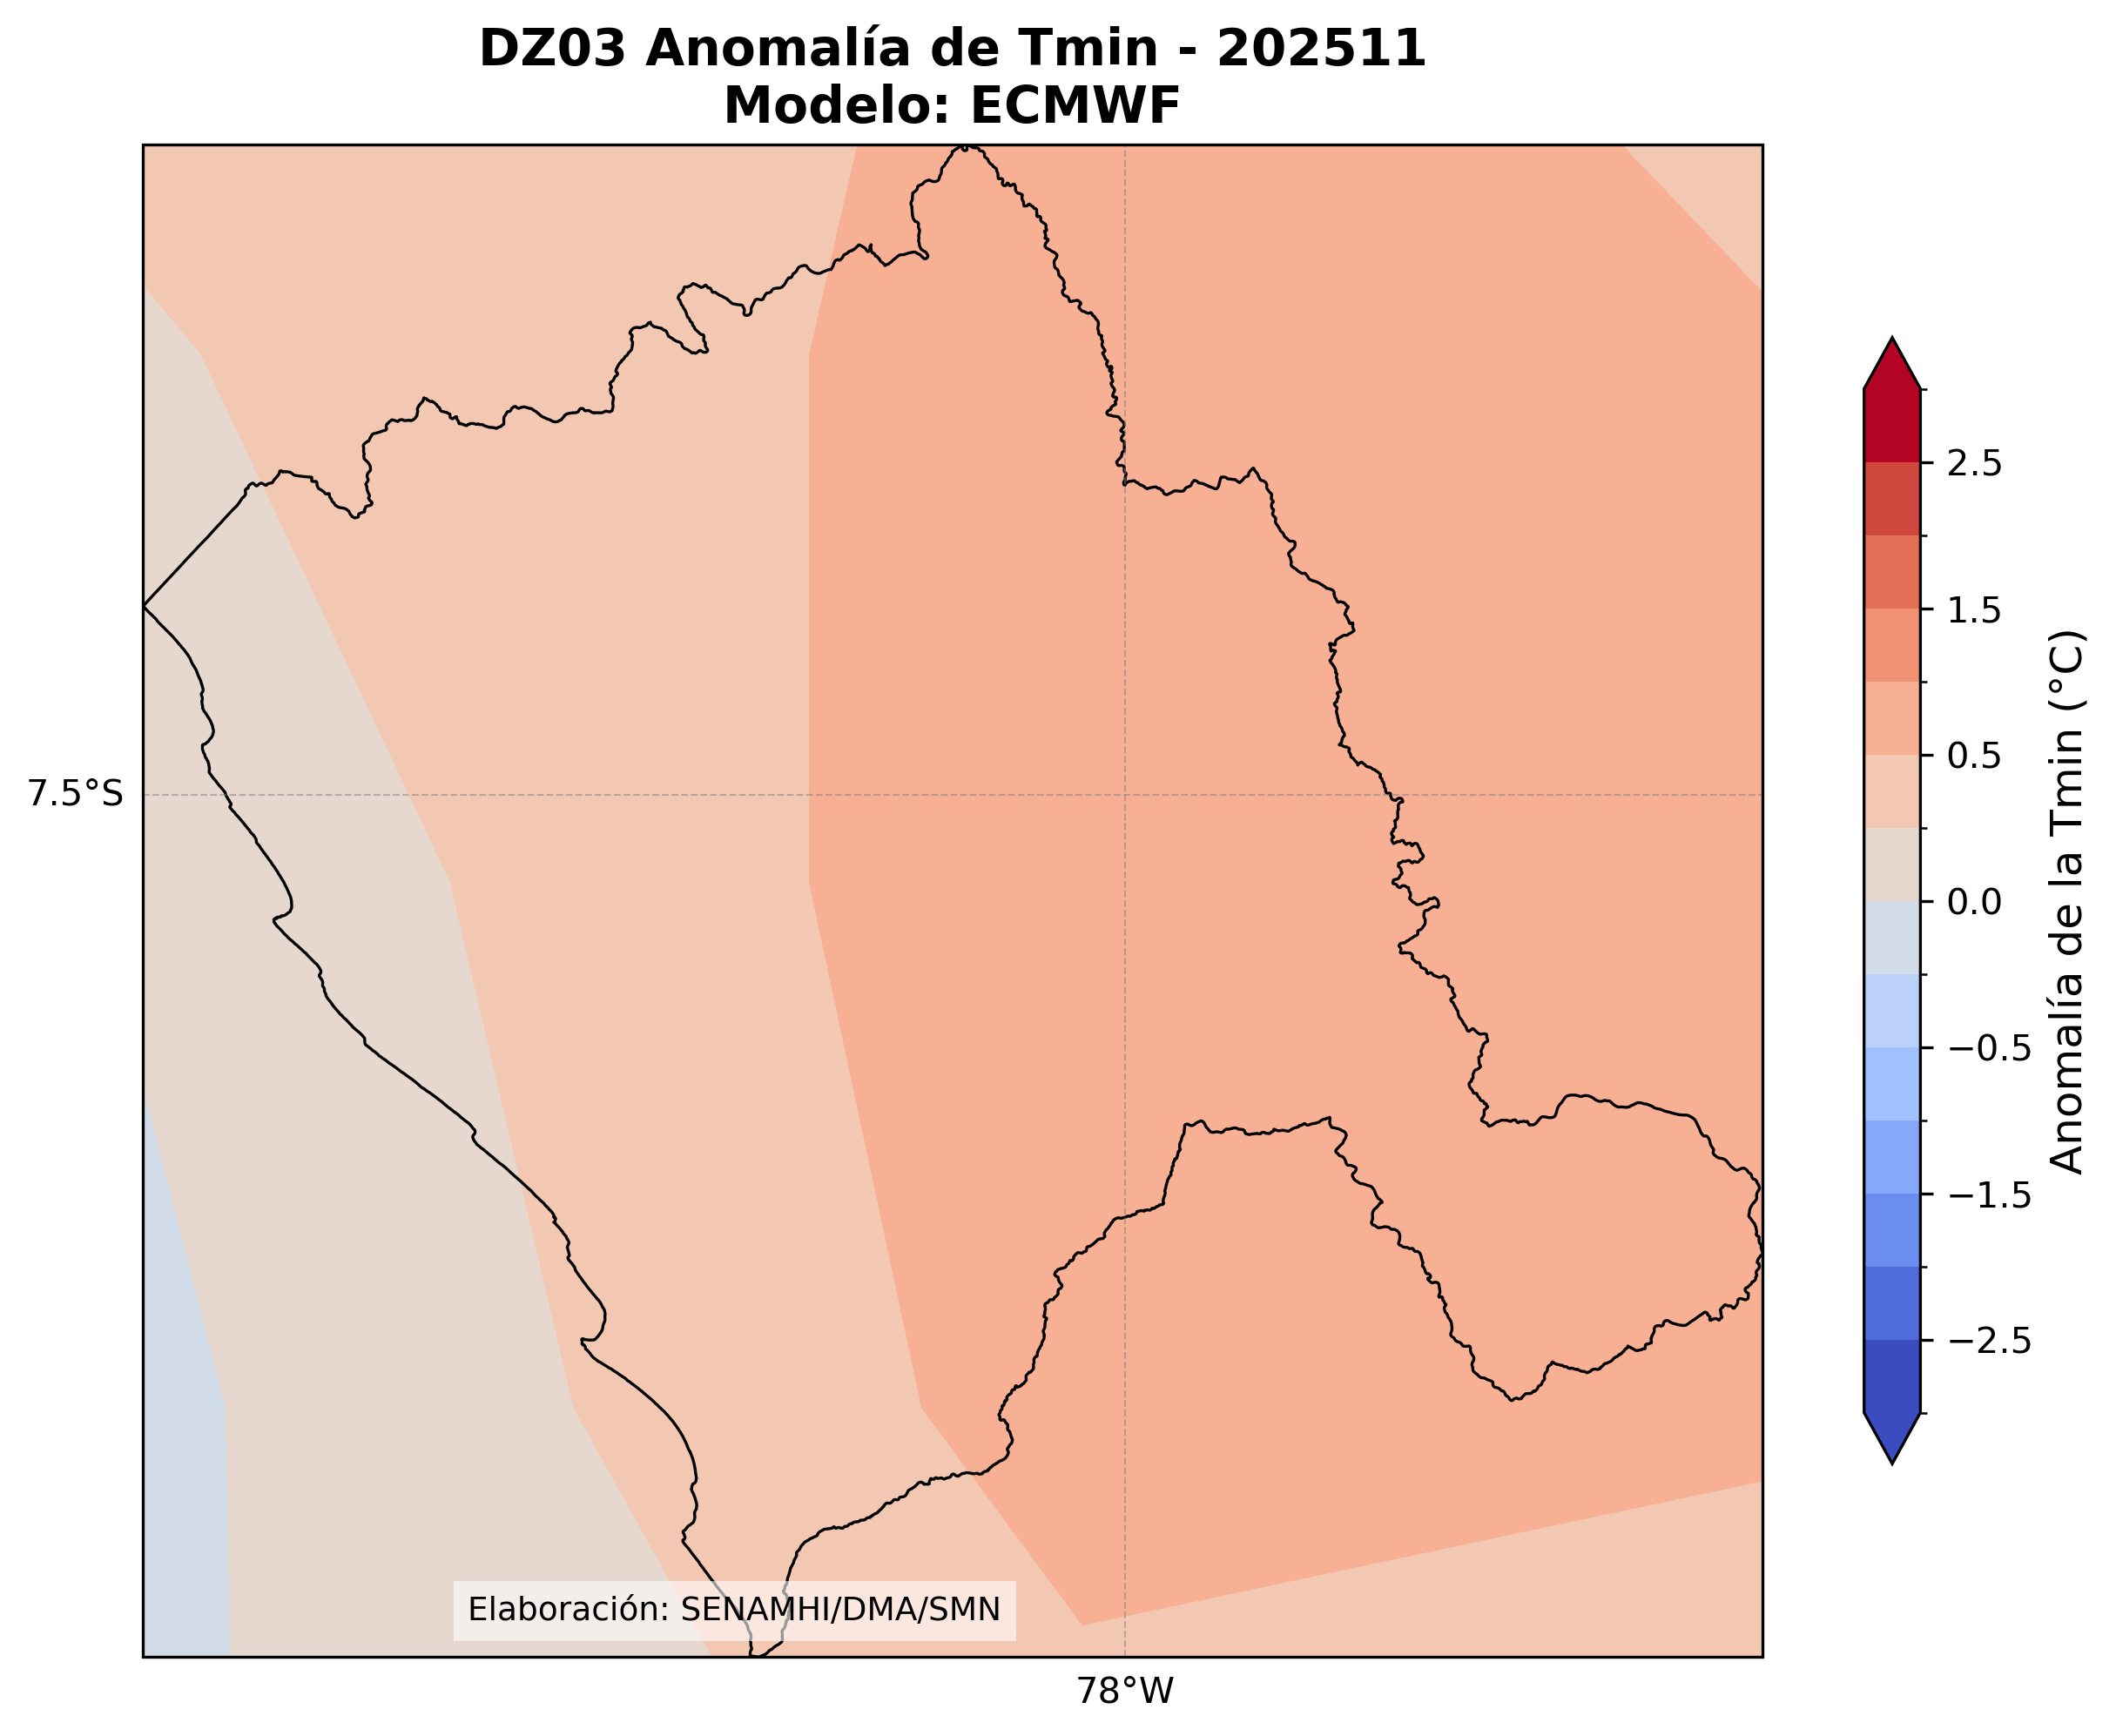 DZ03 Anomalía de Tmin - 202511
Modelo: ECMWF
7.5°S
78°W
Elaboración: SENAMHI/DMA/SMN
2.5
1.5
0.5
0.0
−0.5
−1.5
−2.5
Anomalía de la Tmin (°C)